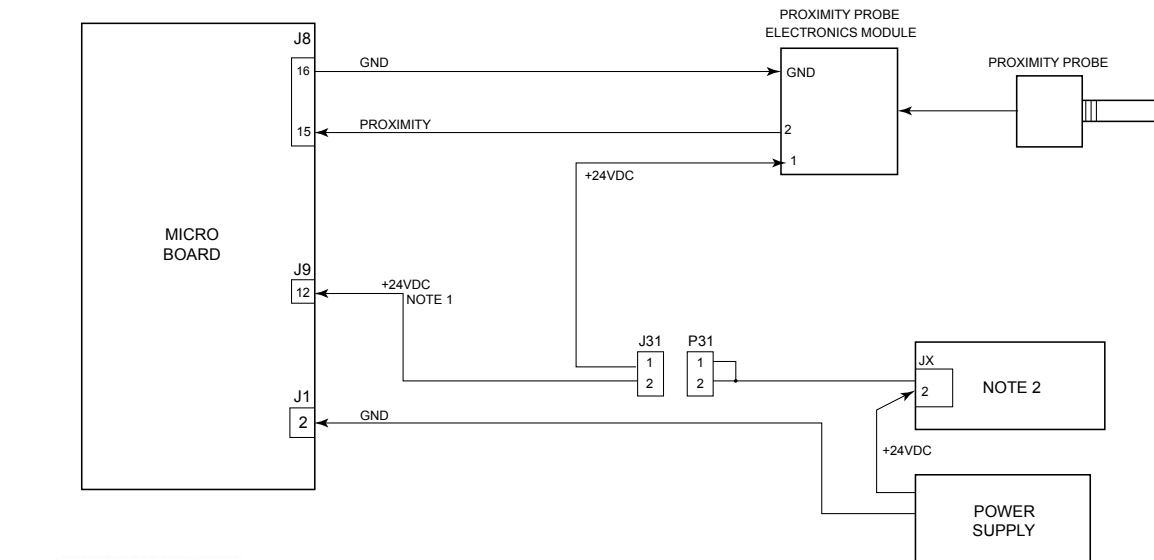 PROXIMITY PROBE
ELECTRONICS MODULE
PROXIMITY PROBE
J8
16
GND
GND
15
PROXIMITY
2
1
+24VDC
MICRO
BOARD
J9
12
+24VDC
NOTE 1
J31
P31
1
1
2
2
JX
2
NOTE 2
J1
2
GND
+24VDC
POWER
SUPPLY